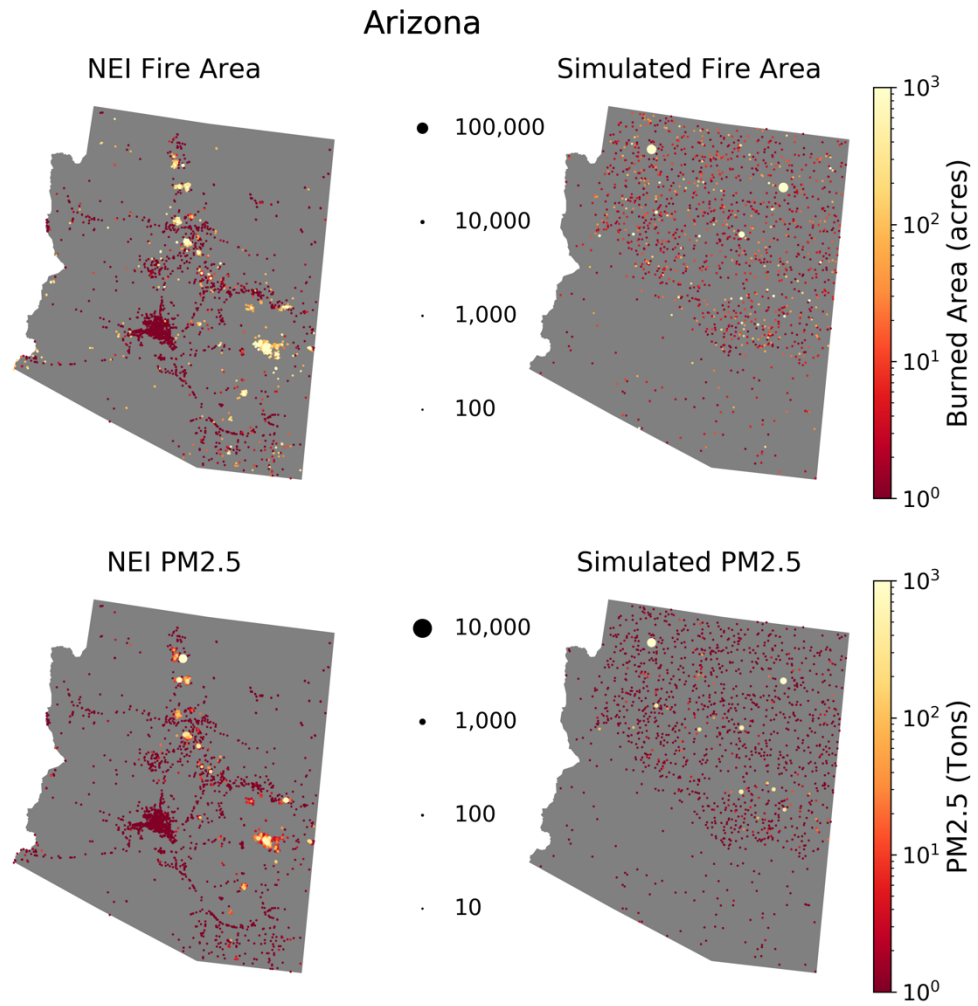 Arizona
NEI Fire Area
Simulated Fire Area
100,000
10,000
1,000
100
10³
10²
10¹
10⁰
Burned Area (acres)
NEI PM2.5
Simulated PM2.5
10,000
1,000
100
10
10³
10²
10¹
10⁰
PM2.5 (Tons)